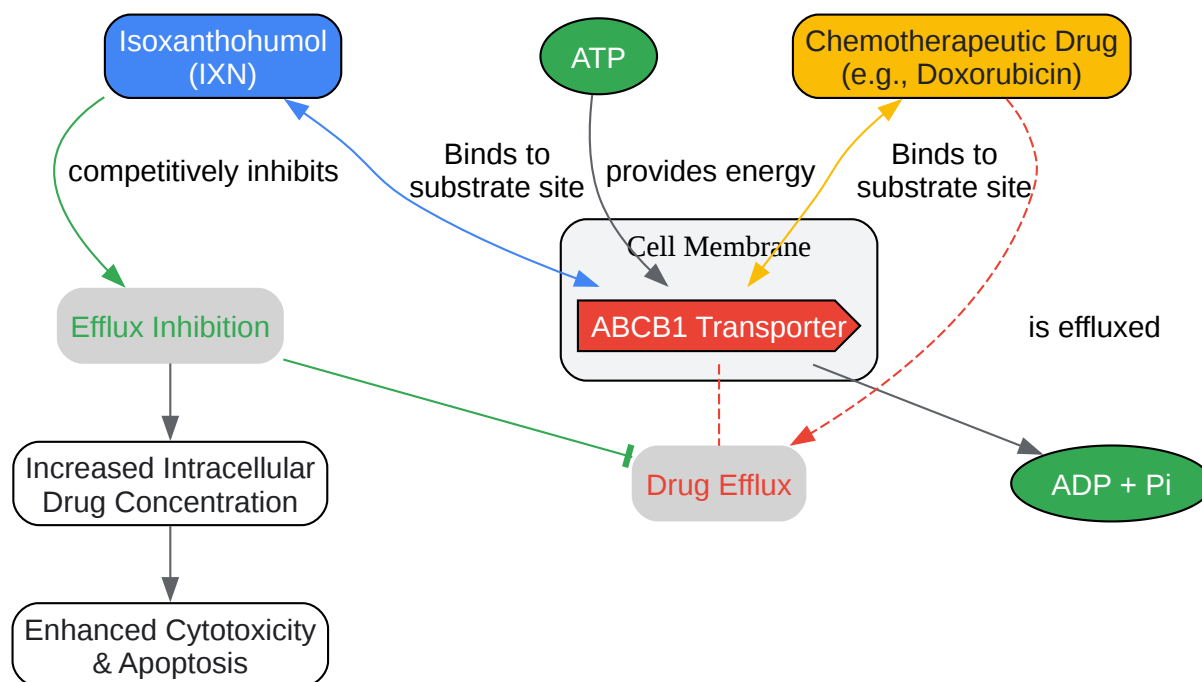 Isoxanthohumol
(IXN)
ATP
Chemotherapeutic Drug
(e.g., Doxorubicin)
competitively inhibits
Binds to
substrate site
provides energy
Binds to
substrate site
Cell Membrane
ABCB1 Transporter
Efflux Inhibition
is effluxed
Increased Intracellular
Drug Concentration
Drug Efflux
ADP + Pi
Enhanced Cytotoxicity
& Apoptosis